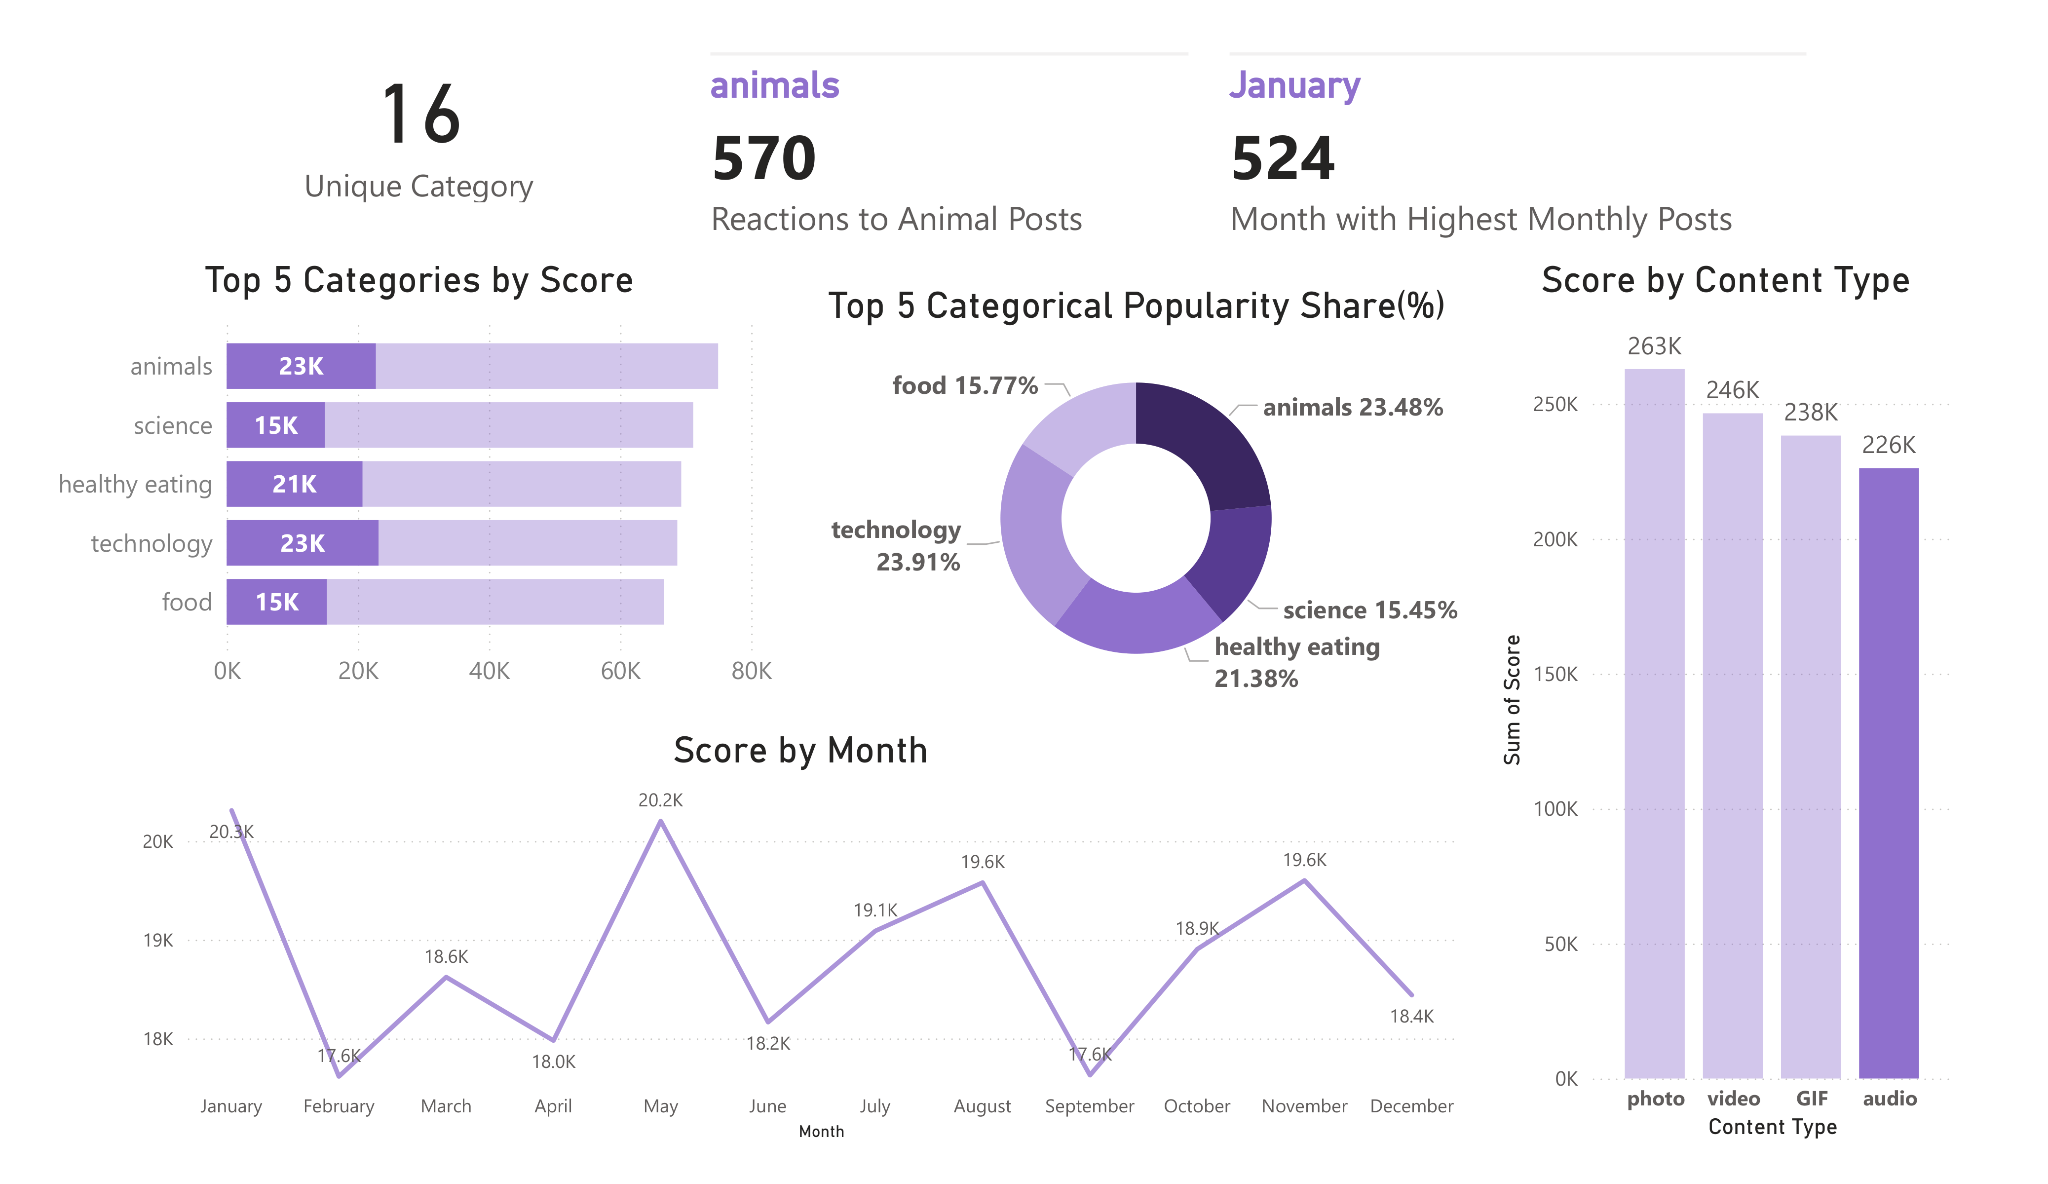 16
Unique Category
animals
570
Reactions to Animal Posts
January
524
Month with Highest Monthly Posts
Top 5 Categories by Score
animals
23K
science
15K
healthy eating
21K
technology
23K
food
15K
0K 20K 40K 60K 80K
Top 5 Categorical Popularity Share(%)
food 15.77%
animals 23.48%
technology
23.91%
science 15.45%
healthy eating
21.38%
Score by Content Type
263K
246K
238K
226K
250K
200K
150K
100K
50K
0K
Sum of Score
photo video GIF audio
Content Type
Score by Month
20K
19K
18K
20.3K
17.6K
18.6K
18.0K
20.2K
18.2K
19.1K
19.6K
17.6K
18.9K
19.6K
18.4K
January February March April May June July August September October November December
Month